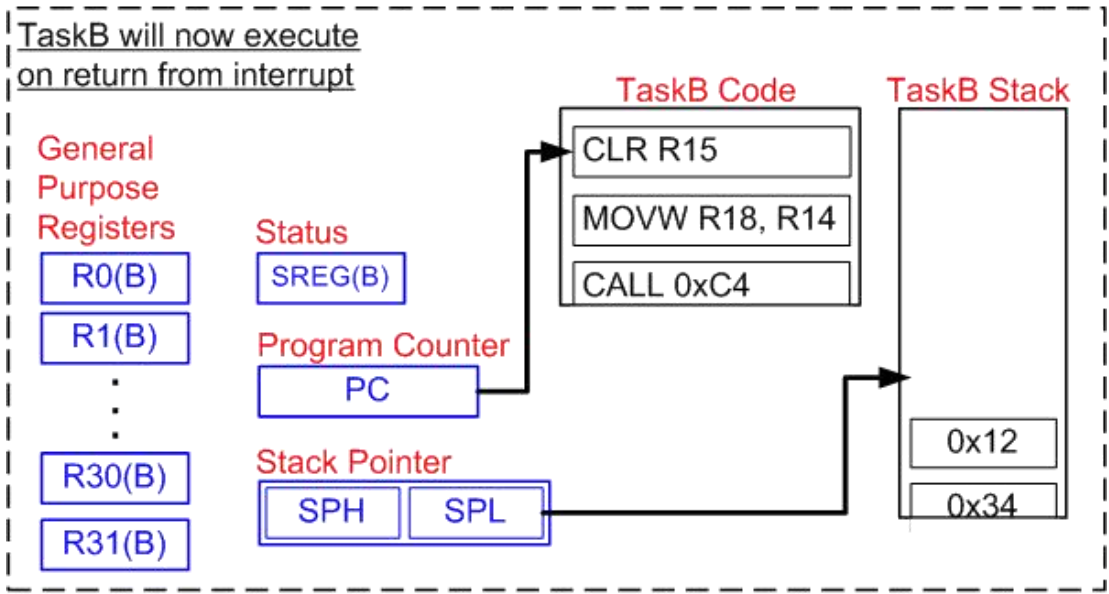 TaskB will now execute
on return from interrupt
General
Purpose
Registers
R0(B)
R1(B)
R30(B)
R31(B)
Status
SREG(B)
Program Counter
PC
Stack Pointer
SPH SPL
TaskB Code
CLR R15
MOVW R18, R14
CALL 0xC4
TaskB Stack
0x12
0x34